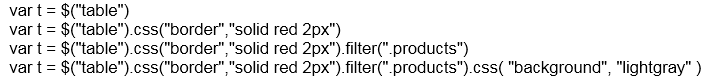 var t = $("table")
var t = $("table").css("border","solid red 2px")
var t = $("table").css("border","solid red 2px").filter(".products")
var t = $("table").css("border","solid red 2px").filter(".products").css( "background", "lightgray" )